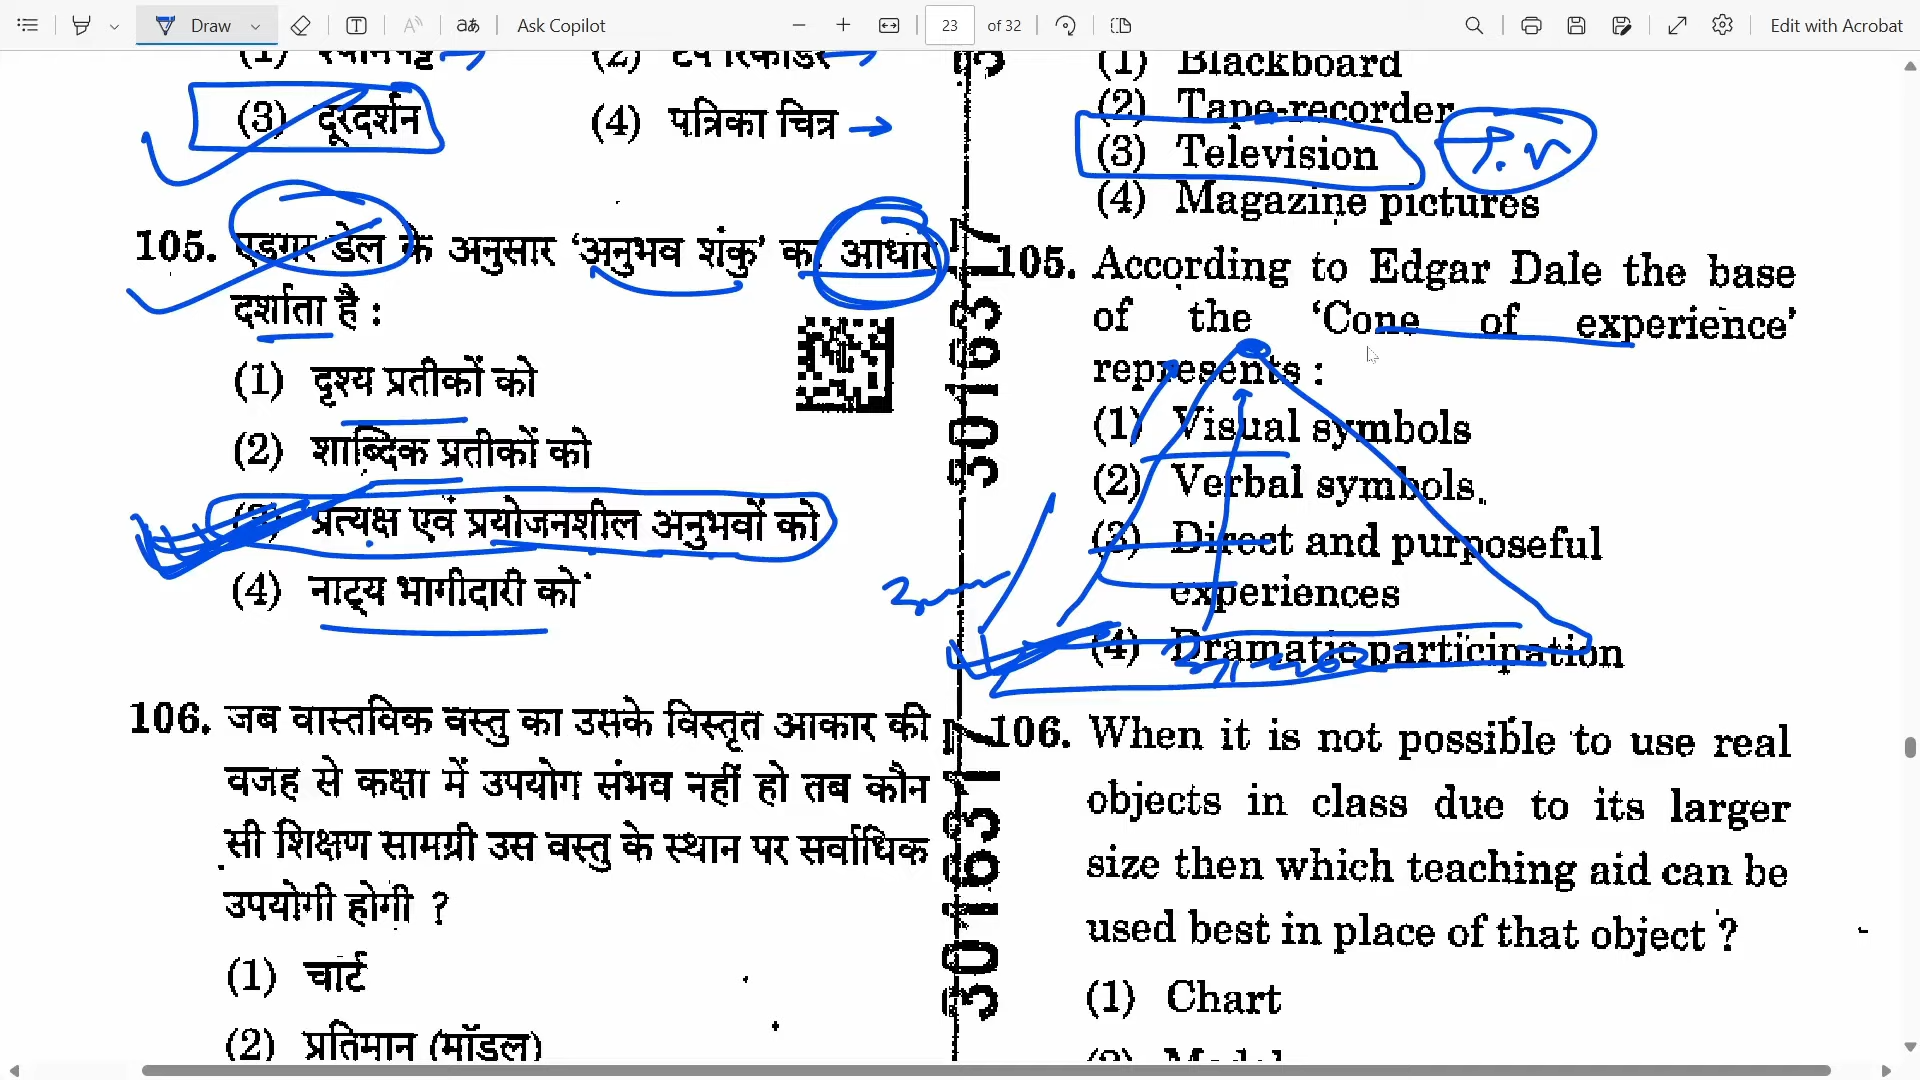 Draw
Ask Copilot
23 of 32
Edit with Acrobat
(3) दूरदर्शन (4) पत्रिका चित्र
105. एडगर डेल के अनुसार ‘अनुभव शंकु’ का आधार
दर्शाता है :
(1) दृश्य प्रतीकों को
(2) शाब्दिक प्रतीकों को
(3) प्रत्यक्ष एवं प्रयोजनशील अनुभवों को
(4) नाट्य भागीदारी को
106. जब वास्तविक वस्तु का उसके विस्तृत आकार की
वजह से कक्षा में उपयोग संभव नहीं हो तब कौन
सी शिक्षण सामग्री उस वस्तु के स्थान पर सर्वाधिक
उपयोगी होगी ?
(1) चार्ट
(2) प्रतिमान (मॉडल)
30163317
30163317
(1) Blackboard
(2) Tape-recorder
(3) Television T.V
(4) Magazine pictures
105. According to Edgar Dale the base
of the ‘Cone of experience’
represents :
(1) Visual symbols
(2) Verbal symbols
(3) Direct and purposeful
experiences
(4) Dramatic participation
106. When it is not possible to use real
objects in class due to its larger
size then which teaching aid can be
used best in place of that object ?
(1) Chart